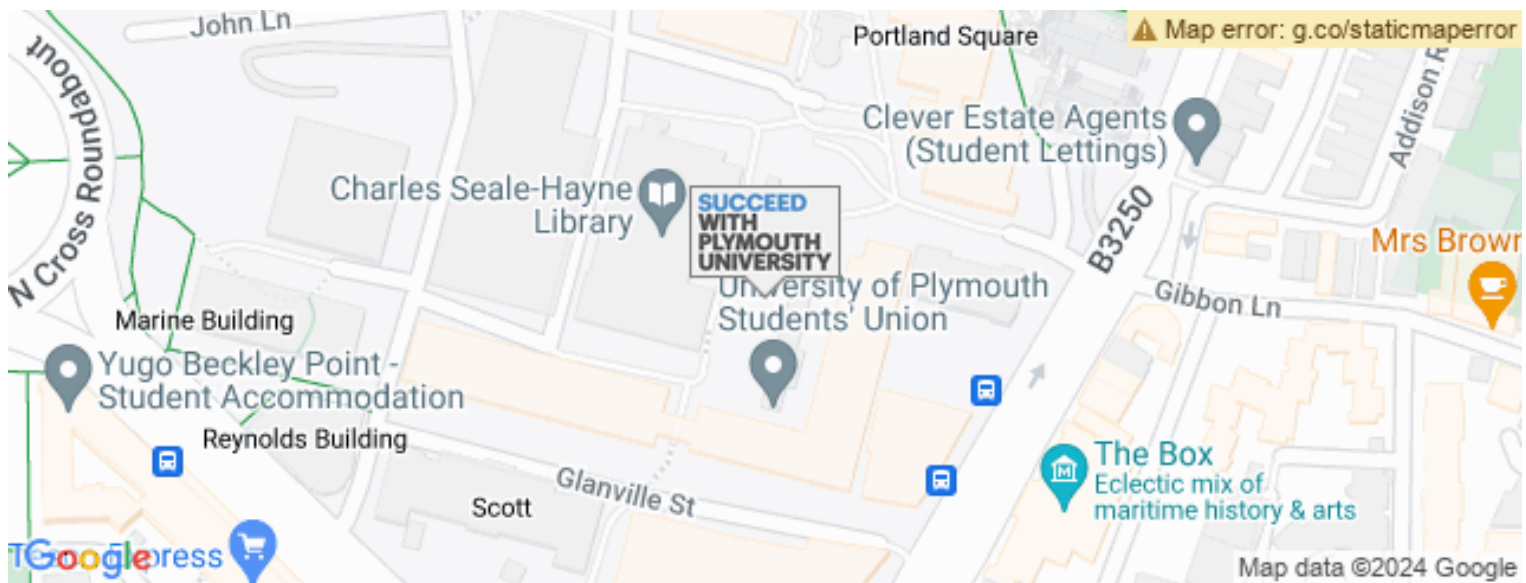 John Ln
Portland Square
Map error: g.co/staticmaperror
N Cross Roundabout
Addison R
Clever Estate Agents
(Student Lettings)
Charles Seale-Hayne
Library
SUCCEED
WITH
PLYMOUTH
UNIVERSITY
B3250
Mrs Brown
University of Plymouth
Students' Union
Gibbon Ln
Marine Building
Yugo Beckley Point -
Student Accommodation
Reynolds Building
The Box
Eclectic mix of
maritime history & arts
Glanville St
Scott
Google
press
Map data ©2024 Google